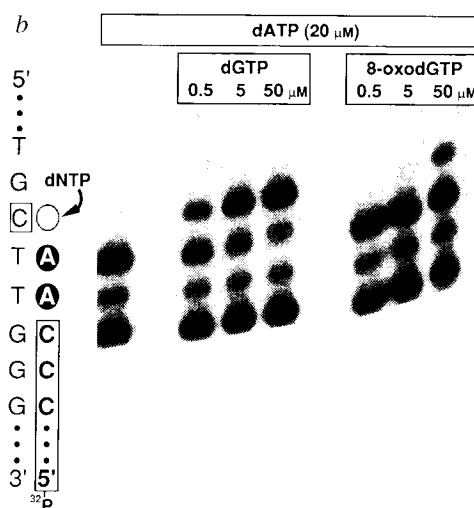 b
dATP (20 μM)
dGTP
8-oxodGTP
0.5 5 50 μM
0.5 5 50 μM
5'
T
G
dNTP
C
T A
T A
G C
G C
G C
3' 5'
32P